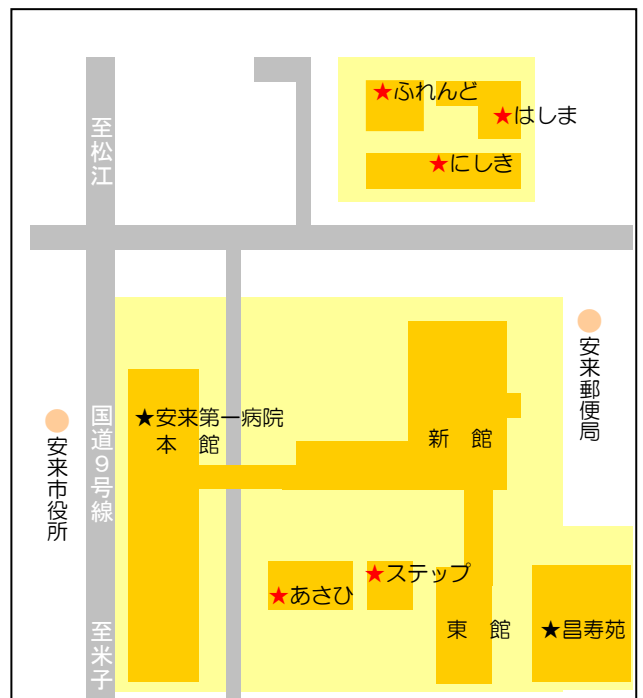 至松江
★ふれんど
★はしま
★にしき
安来郵便局
国道9号線
★安来第一病院
本　館
新　館
安来市役所
★ステップ
★あさひ
東　館
★昌寿苑
至米子